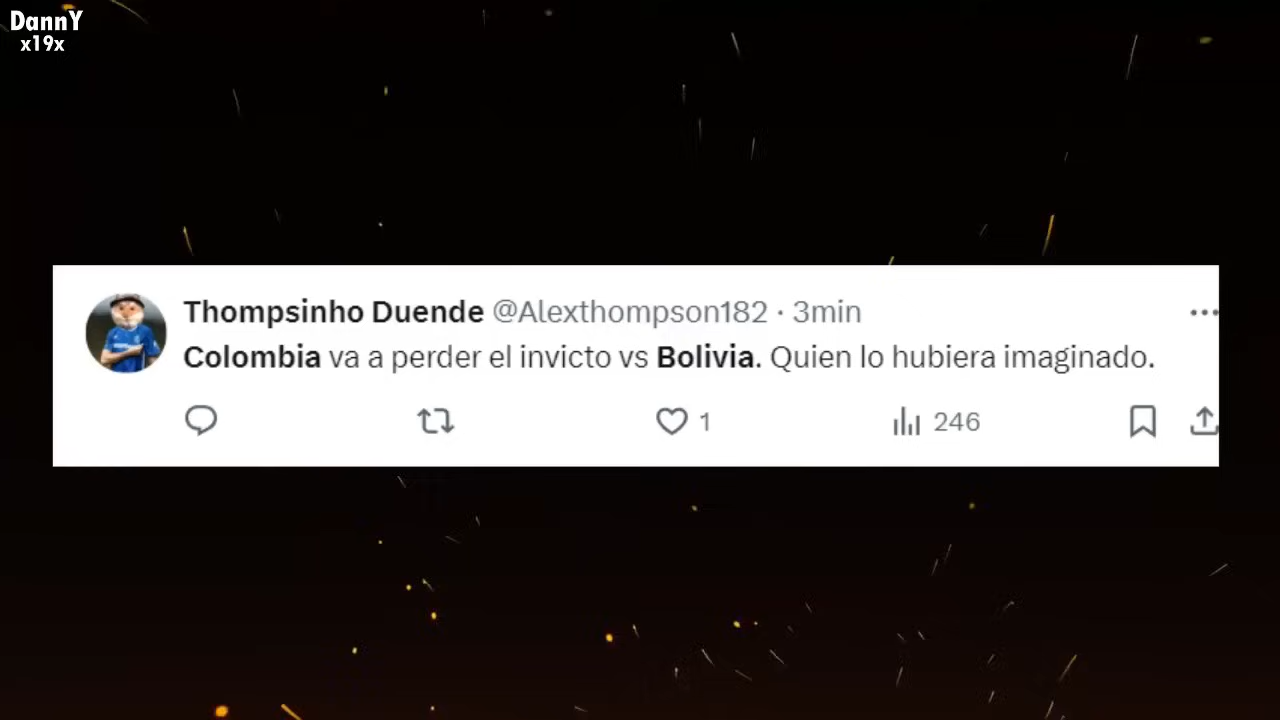 DannY
x19x
Thompsinho Duende @Alexthompson182 · 3min
Colombia va a perder el invicto vs Bolivia. Quien lo hubiera imaginado.
1
246